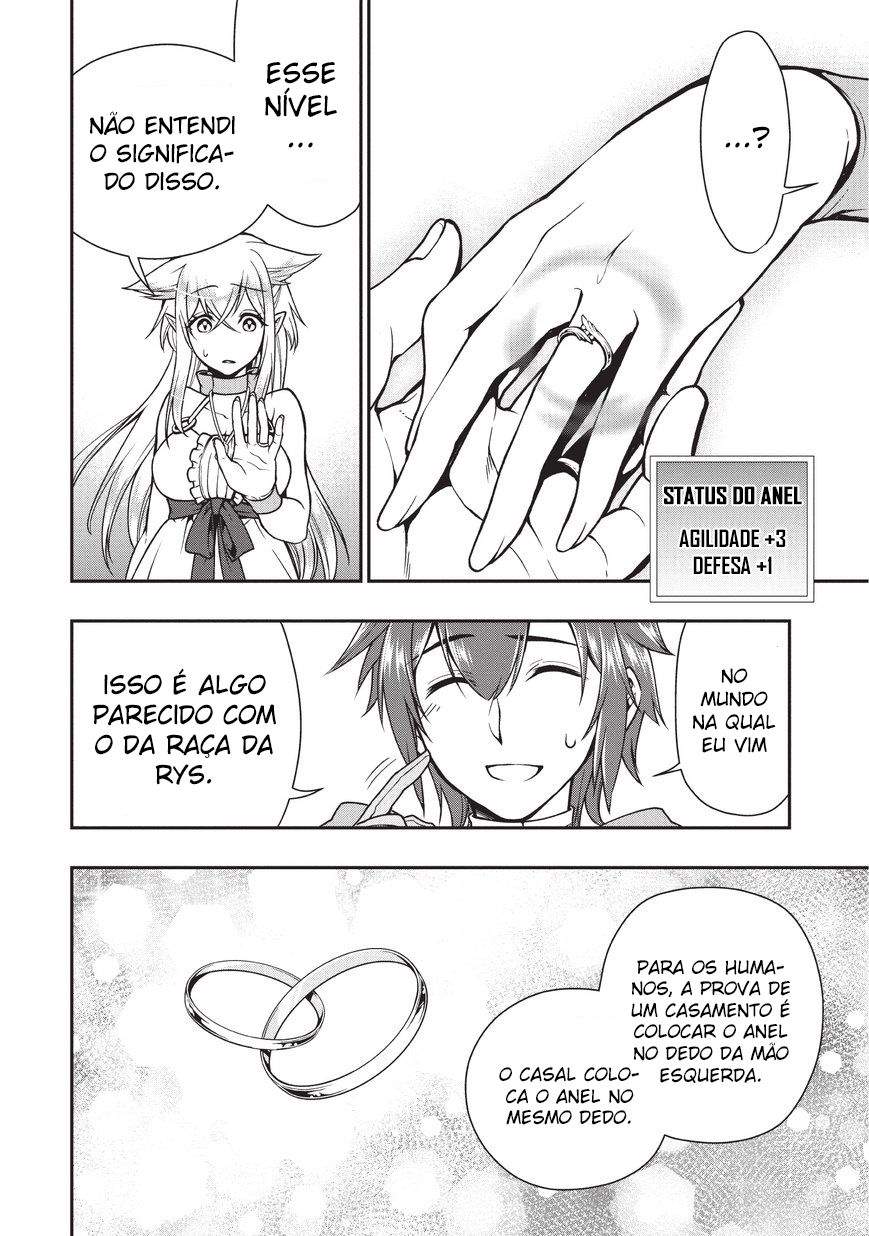 ...?
STATUS DO ANEL
AGILIDADE +3
DEFESA +1
ESSE
NÍVEL
...
NÃO ENTENDI
O SIGNIFICA-
DO DISSO.
NO
MUNDO
NA QUAL
EU VIM
ISSO É ALGO
PARECIDO COM
O DA RAÇA DA
RYS.
PARA OS HUMA-
NOS, A PROVA DE
UM CASAMENTO É
COLOCAR O ANEL
NO DEDO DA MÃO
ESQUERDA.
O CASAL COLO-
CA O ANEL NO
MESMO DEDO.